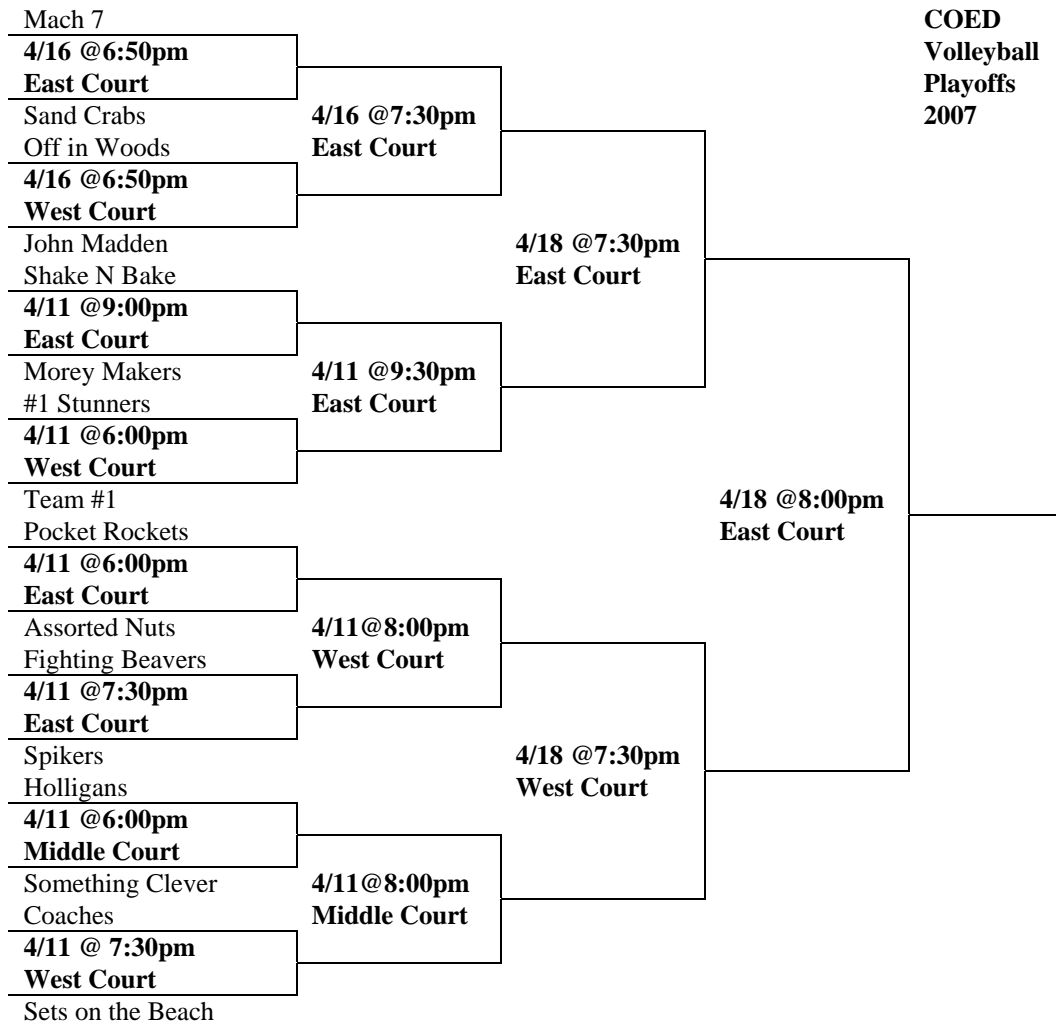 Mach 7
4/16 @6:50pm
East Court
Sand Crabs
Off in Woods
4/16 @6:50pm
West Court
John Madden
Shake N Bake
4/11 @9:00pm
East Court
Morey Makers
#1 Stunners
4/11 @6:00pm
West Court
Team #1
Pocket Rockets
4/11 @6:00pm
East Court
Assorted Nuts
Fighting Beavers
4/11 @7:30pm
East Court
Spikers
Holligans
4/11 @6:00pm
Middle Court
Something Clever
Coaches
4/11 @ 7:30pm
West Court
Sets on the Beach
4/16 @7:30pm
East Court
4/11 @9:30pm
East Court
4/11@8:00pm
West Court
4/11@8:00pm
Middle Court
4/18 @7:30pm
East Court
4/18 @7:30pm
West Court
4/18 @8:00pm
East Court
COED
Volleyball
Playoffs
2007